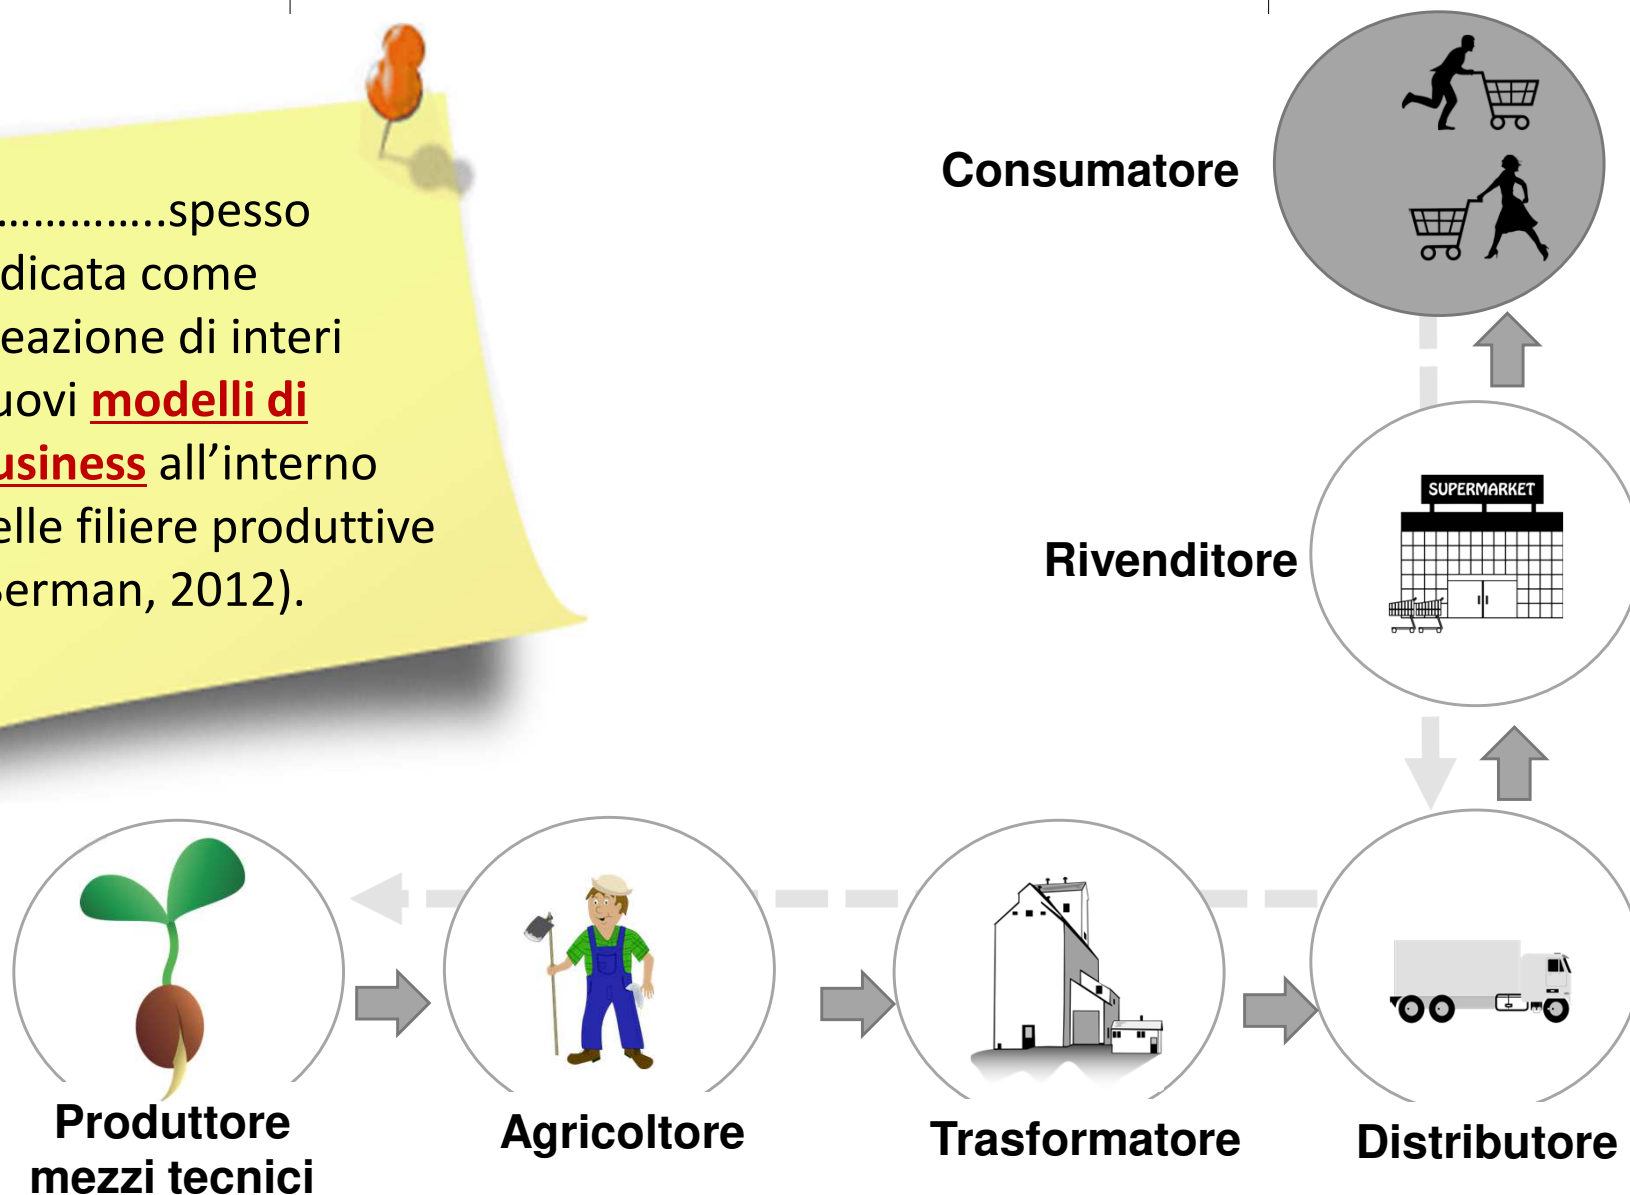 ……………..spesso
dicata come
eazione di interi
uovi modelli di
usiness all’interno
elle filiere produttive
erman, 2012).
Consumatore
SUPERMARKET
Rivenditore
Produttore
mezzi tecnici
Agricoltore
Trasformatore
Distributore